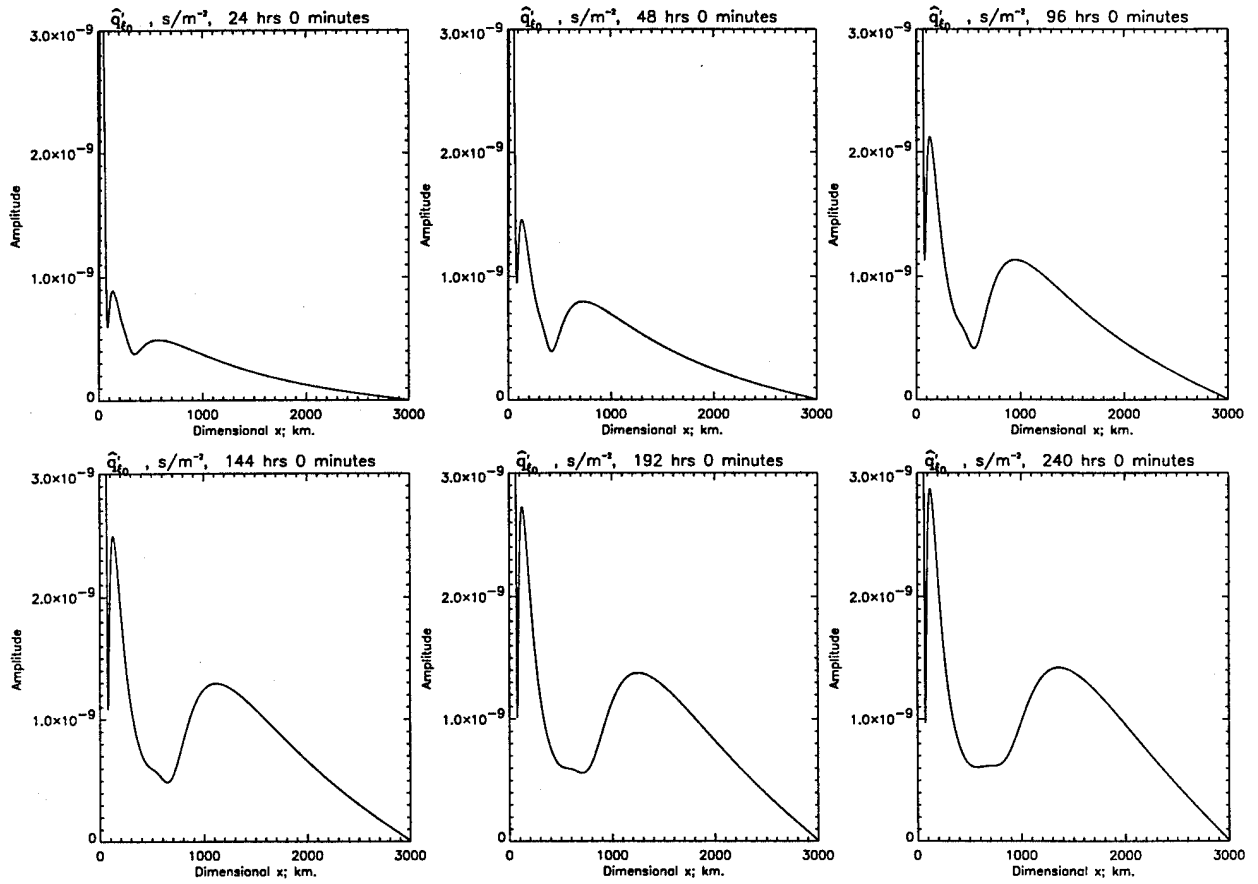 q̂′ℓ₀ , s/m⁻², 24 hrs 0 minutes
3.0×10⁻⁹
2.0×10⁻⁹
1.0×10⁻⁹
0
Amplitude
0 1000 2000 3000
Dimensional x; km.
q̂′ℓ₀ , s/m⁻², 48 hrs 0 minutes
3.0×10⁻⁹
2.0×10⁻⁹
1.0×10⁻⁹
0
Amplitude
0 1000 2000 3000
Dimensional x; km.
q̂′ℓ₀ , s/m⁻², 96 hrs 0 minutes
3.0×10⁻⁹
2.0×10⁻⁹
1.0×10⁻⁹
0
Amplitude
0 1000 2000 3000
Dimensional x; km.
q̂′ℓ₀ , s/m⁻², 144 hrs 0 minutes
3.0×10⁻⁹
2.0×10⁻⁹
1.0×10⁻⁹
0
Amplitude
0 1000 2000 3000
Dimensional x; km.
q̂′ℓ₀ , s/m⁻², 192 hrs 0 minutes
3.0×10⁻⁹
2.0×10⁻⁹
1.0×10⁻⁹
0
Amplitude
0 1000 2000 3000
Dimensional x; km.
q̂′ℓ₀ , s/m⁻², 240 hrs 0 minutes
3.0×10⁻⁹
2.0×10⁻⁹
1.0×10⁻⁹
0
Amplitude
0 1000 2000 3000
Dimensional x; km.